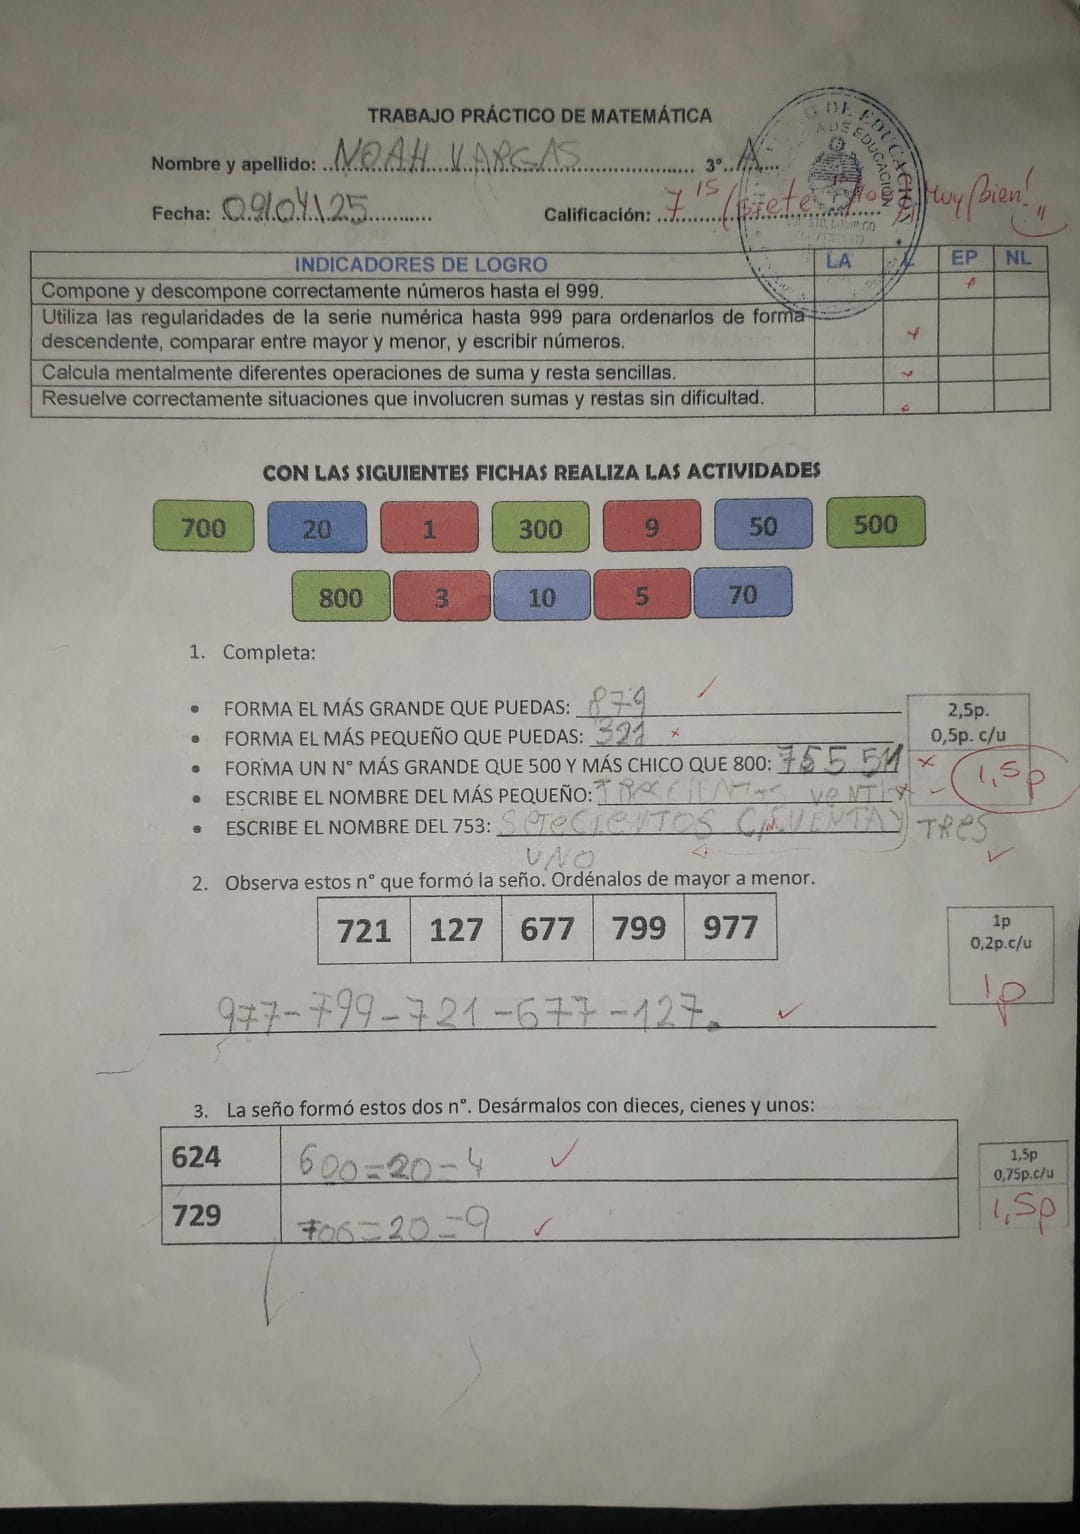 TRABAJO PRÁCTICO DE MATEMÁTICA
Nombre y apellido: NOAH VARGAS 3° A
Fecha: 09/04/25 Calificación: 7 15 (siete Muy bien!
INDICADORES DE LOGRO LA L EP NL
Compone y descompone correctamente números hasta el 999.
Utiliza las regularidades de la serie numérica hasta 999 para ordenarlos de forma
descendente, comparar entre mayor y menor, y escribir números.
Calcula mentalmente diferentes operaciones de suma y resta sencillas.
Resuelve correctamente situaciones que involucren sumas y restas sin dificultad.
CON LAS SIGUIENTES FICHAS REALIZA LAS ACTIVIDADES
700 20 1 300 9 50 500
800 3 10 5 70
1. Completa:
• FORMA EL MÁS GRANDE QUE PUEDAS: 879
• FORMA EL MÁS PEQUEÑO QUE PUEDAS: 321
• FORMA UN N° MÁS GRANDE QUE 500 Y MÁS CHICO QUE 800: 755
• ESCRIBE EL NOMBRE DEL MÁS PEQUEÑO:
• ESCRIBE EL NOMBRE DEL 753: SETECIENTOS CINCUENTA Y TRES
UNO
2,5p.
0,5p. c/u
1,5p
2. Observa estos n° que formó la seño. Ordénalos de mayor a menor.
721 127 677 799 977
1p
0,2p.c/u
1p
977-799-721-677-127.
3. La seño formó estos dos n°. Desármalos con dieces, cienes y unos:
624 600=20-4
729 700=20=9
1,5p
0,75p.c/u
1,5p